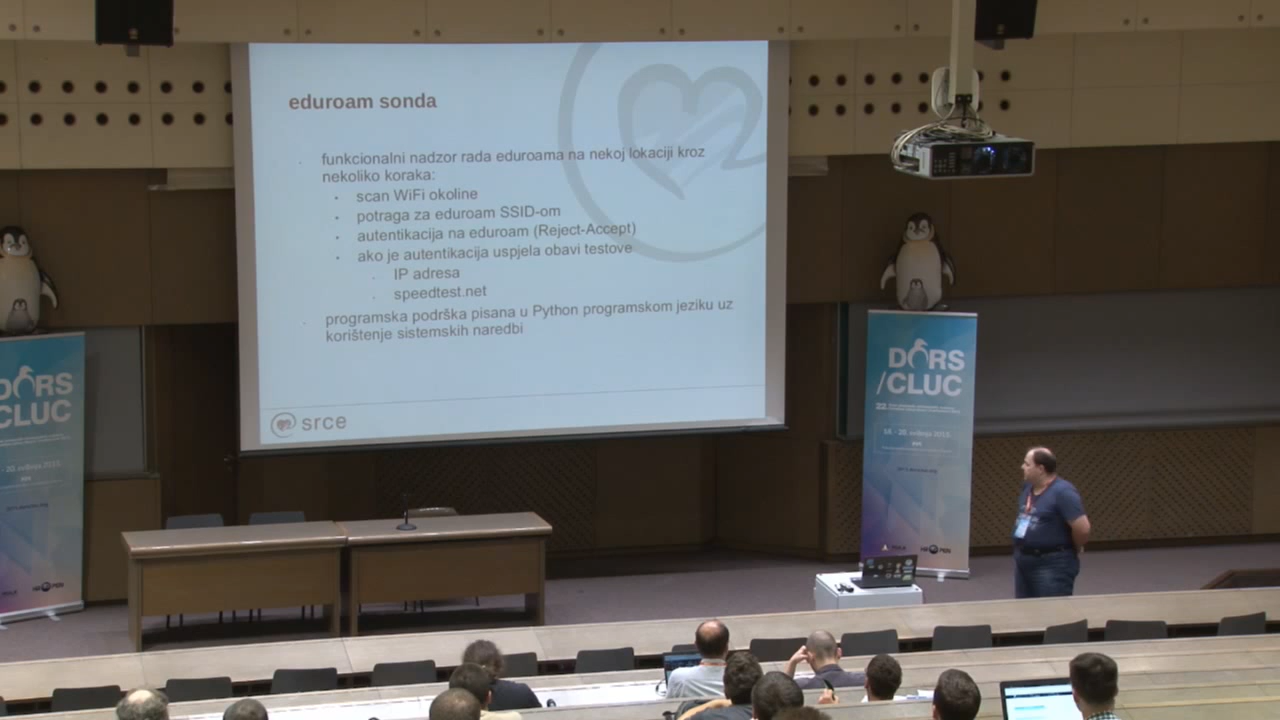 eduroam sonda
funkcionalni nadzor rada eduroama na nekoj lokaciji kroz
nekoliko koraka:
scan WiFi okoline
potraga za eduroam SSID-om
autentikacija na eduroam (Reject-Accept)
ako je autentikacija uspjela obavi testove
IP adresa
speedtest.net
programska podrška pisana u Python programskom jeziku uz
korištenje sistemskih naredbi
srce
DORS
/CLUC
DORS
CLUC